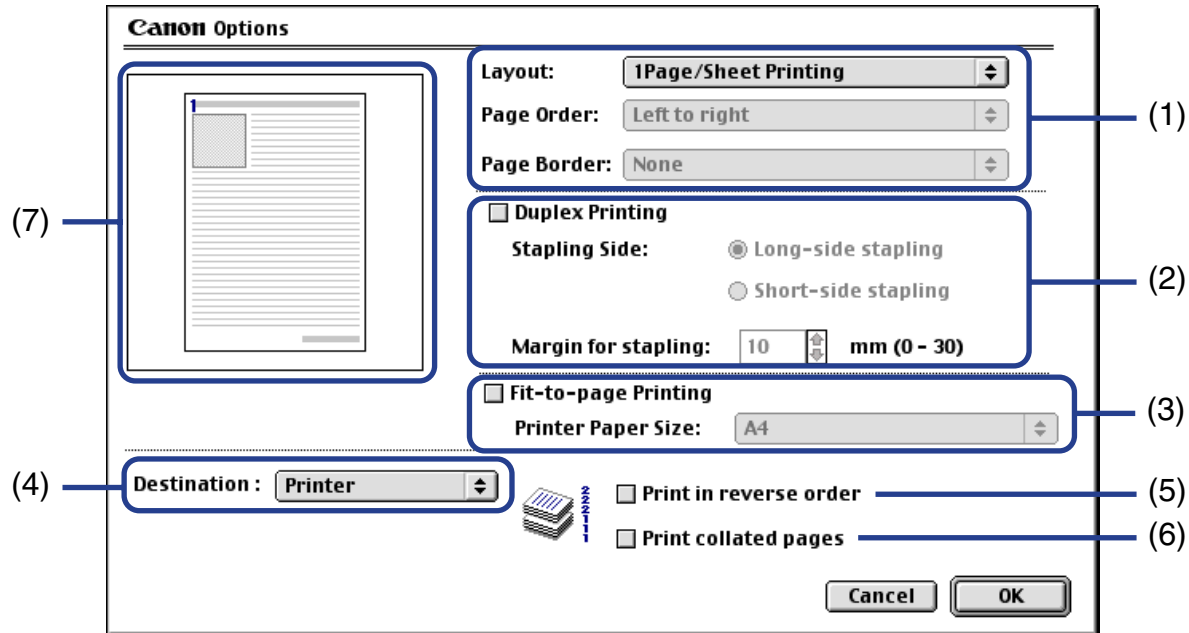 Canon Options
Layout: 1Page/Sheet Printing
Page Order: Left to right
(1)
Page Border: None
1
(7)
Duplex Printing
Stapling Side: Long-side stapling
Short-side stapling
(2)
Margin for stapling: 10 mm (0 - 30)
Fit-to-page Printing
Printer Paper Size: A4
(3)
(4)
Destination : Printer
222111
Print in reverse order
(5)
Print collated pages
(6)
Cancel OK